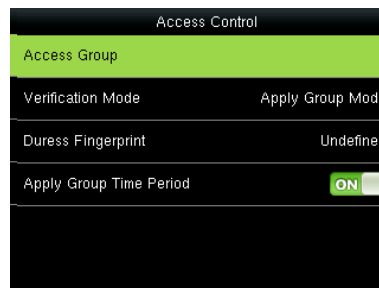 Access Control
Access Group
Verification Mode Apply Group Mod
Duress Fingerprint Undefine
Apply Group Time Period ON